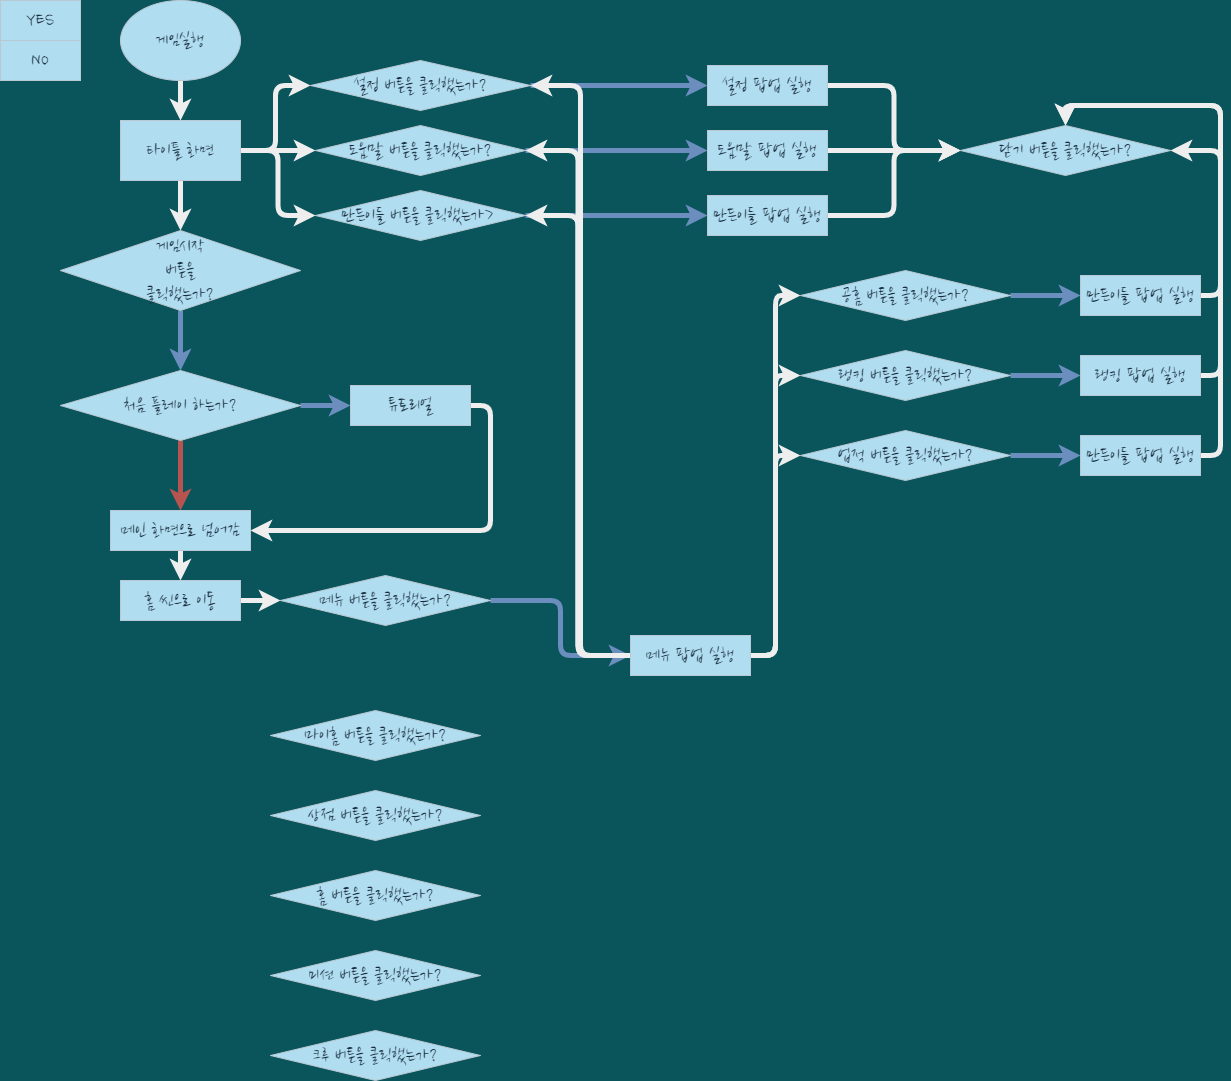 YES
NO
게임실행
타이틀 화면
설정 버튼을 클릭했는가?
설정 팝업 실행
도움말 버튼을 클릭했는가?
도움말 팝업 실행
닫기 버튼을 클릭했는가?
만든이들 버튼을 클릭했는가>
만든이들 팝업 실행
게임시작
버튼을
클릭했는가?
공홈 버튼을 클릭했는가?
만든이들 팝업 실행
처음 플레이 하는가?
튜토리얼
랭킹 버튼을 클릭했는가?
랭킹 팝업 실행
업적 버튼을 클릭했는가?
만든이들 팝업 실행
메인 화면으로 넘어감
홈 씬으로 이동
메뉴 버튼을 클릭했는가?
메뉴 팝업 실행
마이홈 버튼을 클릭했는가?
상점 버튼을 클릭했는가?
홈 버튼을 클릭했는가?
미션 버튼을 클릭했는가?
크루 버튼을 클릭했는가?